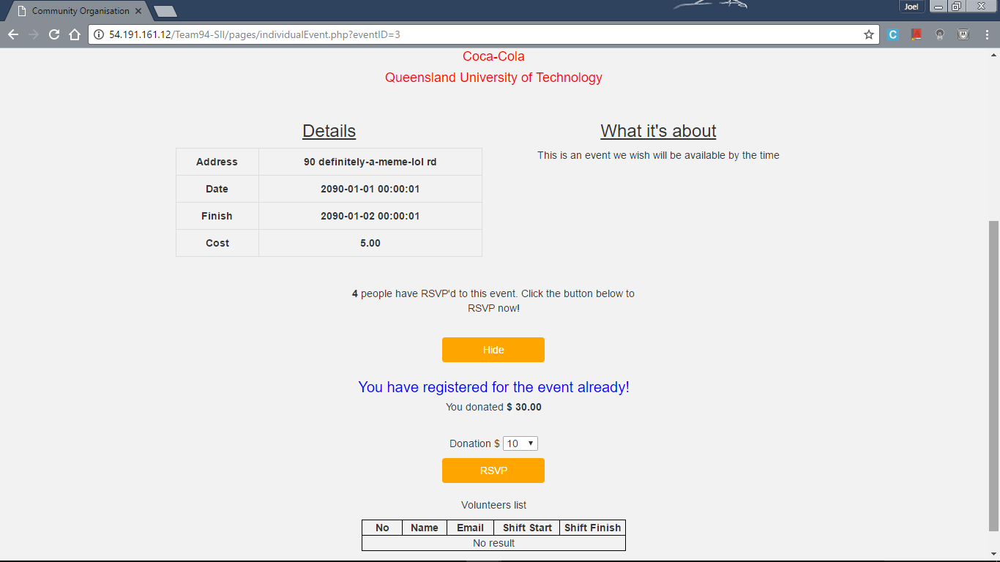 Community Organisation
Joel
54.191.161.12/Team94-SII/pages/individualEvent.php?eventID=3
Coca-Cola
Queensland University of Technology
Details
Address 90 definitely-a-meme-lol rd
Date 2090-01-01 00:00:01
Finish 2090-01-02 00:00:01
Cost 5.00
What it's about
This is an event we wish will be available by the time
4 people have RSVP'd to this event. Click the button below to
RSVP now!
Hide
You have registered for the event already!
You donated $ 30.00
Donation $ 10
RSVP
Volunteers list
No Name Email Shift Start Shift Finish
No result